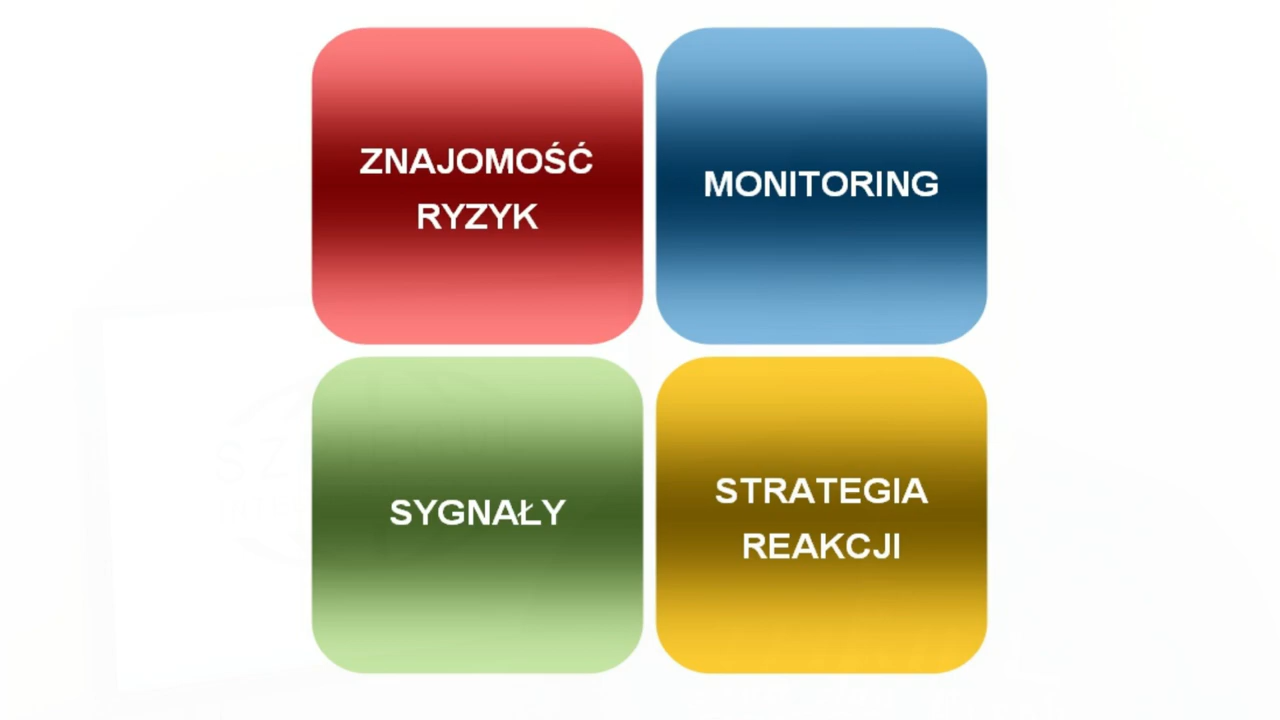 ZNAJOMOŚĆ
RYZYK
MONITORING
SYGNAŁY
STRATEGIA
REAKCJI